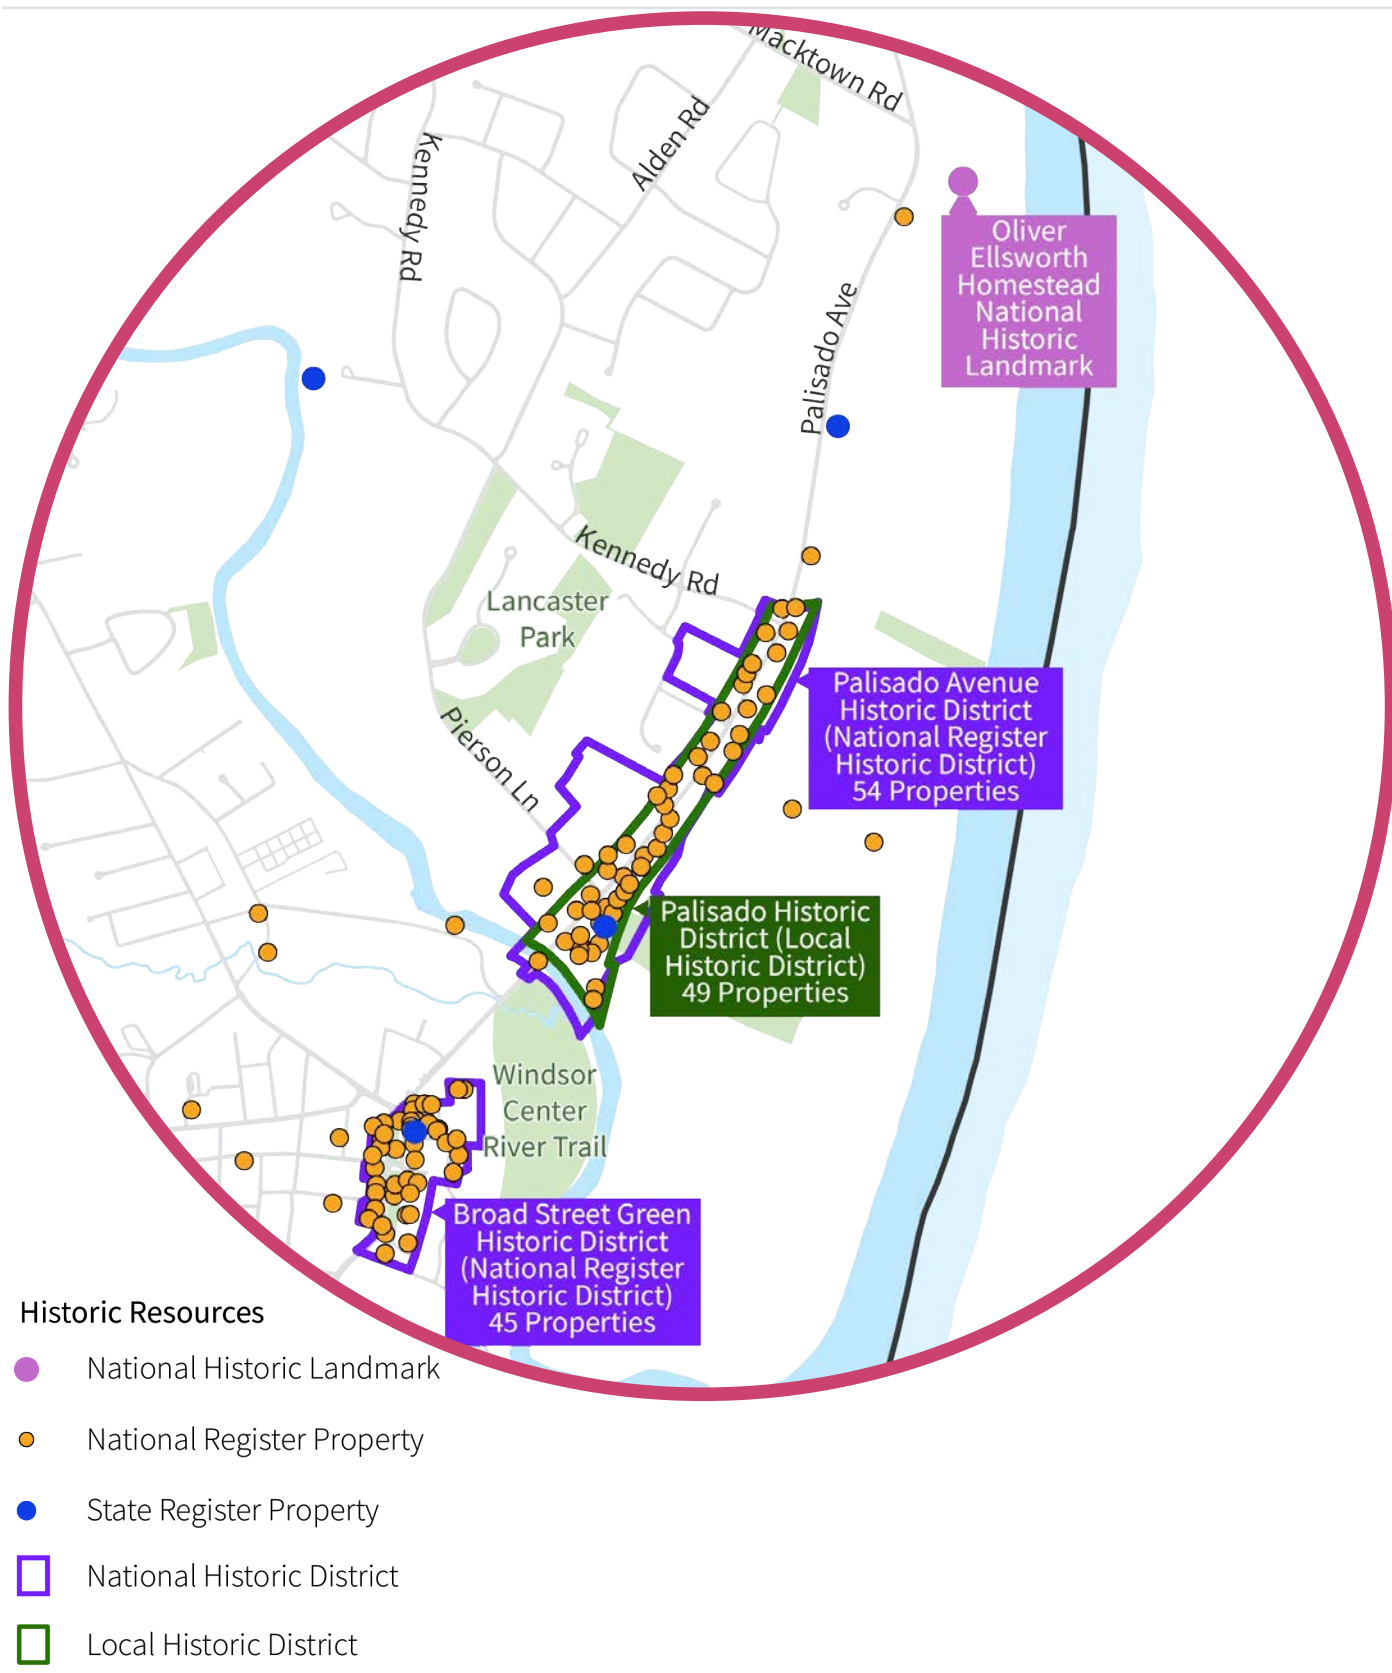 Macktown Rd
Alden Rd
Kennedy Rd
Oliver
Ellsworth
Homestead
National
Historic
Landmark
Palisado Ave
Kennedy Rd
Lancaster
Park
Palisado Avenue
Historic District
(National Register
Historic District)
54 Properties
Pierson Ln
Palisado Historic
District (Local
Historic District)
49 Properties
Windsor
Center
River Trail
Broad Street Green
Historic District
(National Register
Historic District)
45 Properties
Historic Resources
National Historic Landmark
National Register Property
State Register Property
National Historic District
Local Historic District